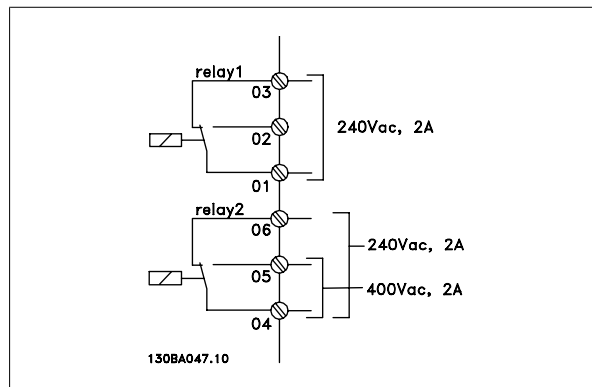 relay1
03
02
240Vac, 2A
01
relay2
06
240Vac, 2A
05
400Vac, 2A
04
130BA047.10